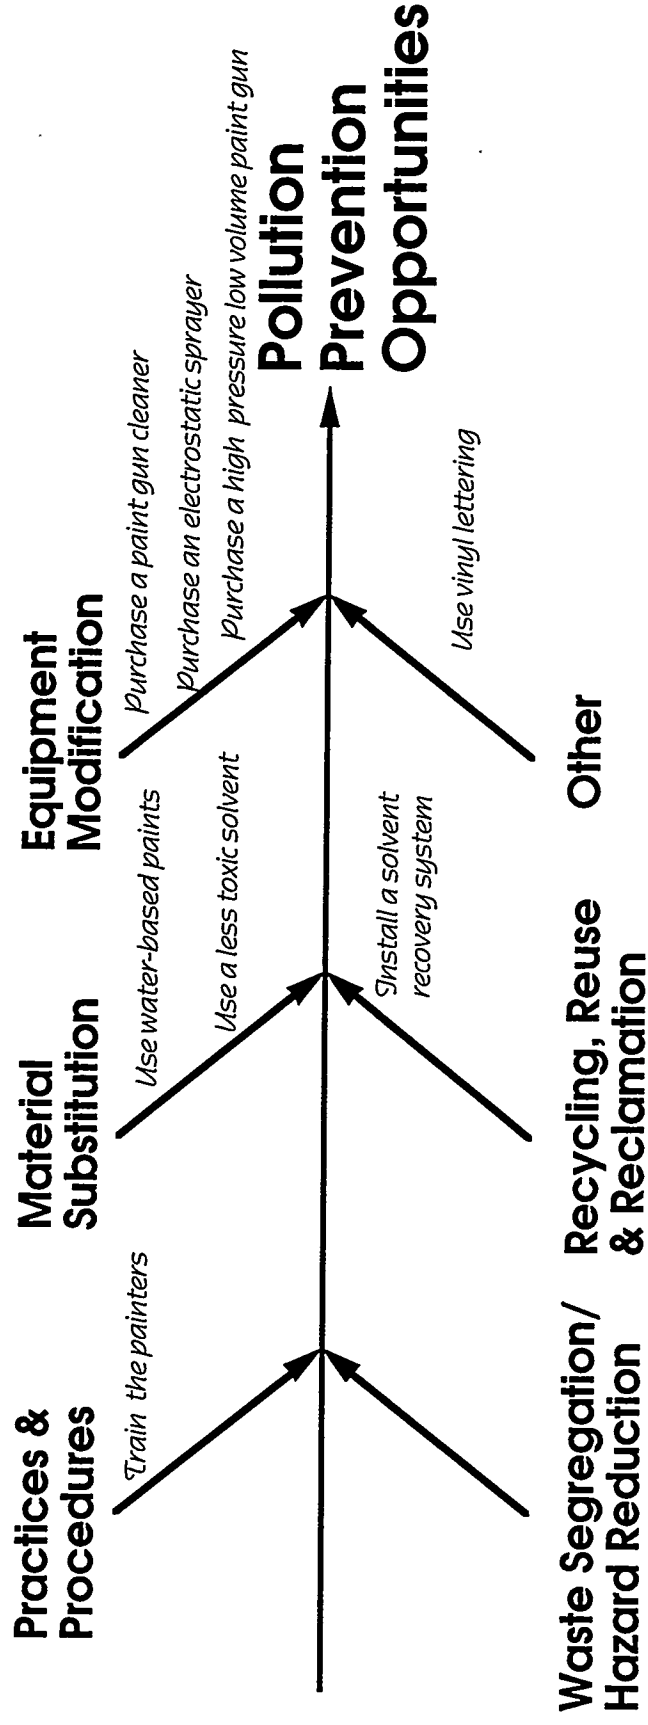 Practices &
Procedures
Train the painters
Material
Substitution
Use water-based paints
Use a less toxic solvent
Equipment
Modification
Purchase a paint gun cleaner
Purchase an electrostatic sprayer
Purchase a high pressure low volume paint gun
Pollution
Prevention
Opportunities
Waste Segregation/
Hazard Reduction
Recycling, Reuse
& Reclamation
Install a solvent
recovery system
Other
Use vinyl lettering